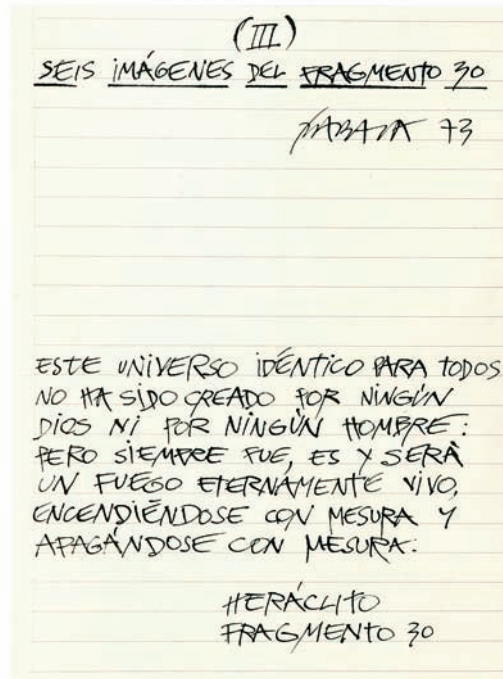 (III)
SEIS IMÁGENES DEL FRAGMENTO 30
ZABALA 73
ESTE UNIVERSO IDÉNTICO PARA TODOS
NO HA SIDO CREADO POR NINGÚN
DIOS NI POR NINGÚN HOMBRE:
PERO SIEMPRE FUE, ES Y SERÁ
UN FUEGO ETERNAMENTE VIVO,
ENCENDIÉNDOSE CON MESURA Y
APAGÁNDOSE CON MESURA.
HERÁCLITO
FRAGMENTO 30